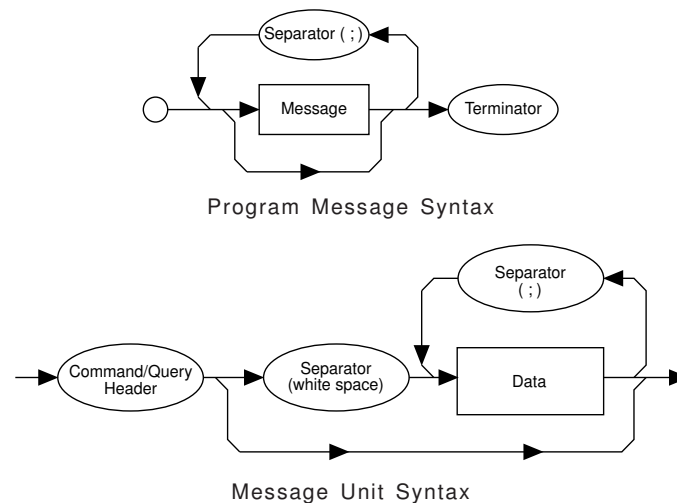 Separator ( ; )
Message
Terminator
Program Message Syntax
Separator
( ; )
Command/Query
Header
Separator
(white space)
Data
Message Unit Syntax